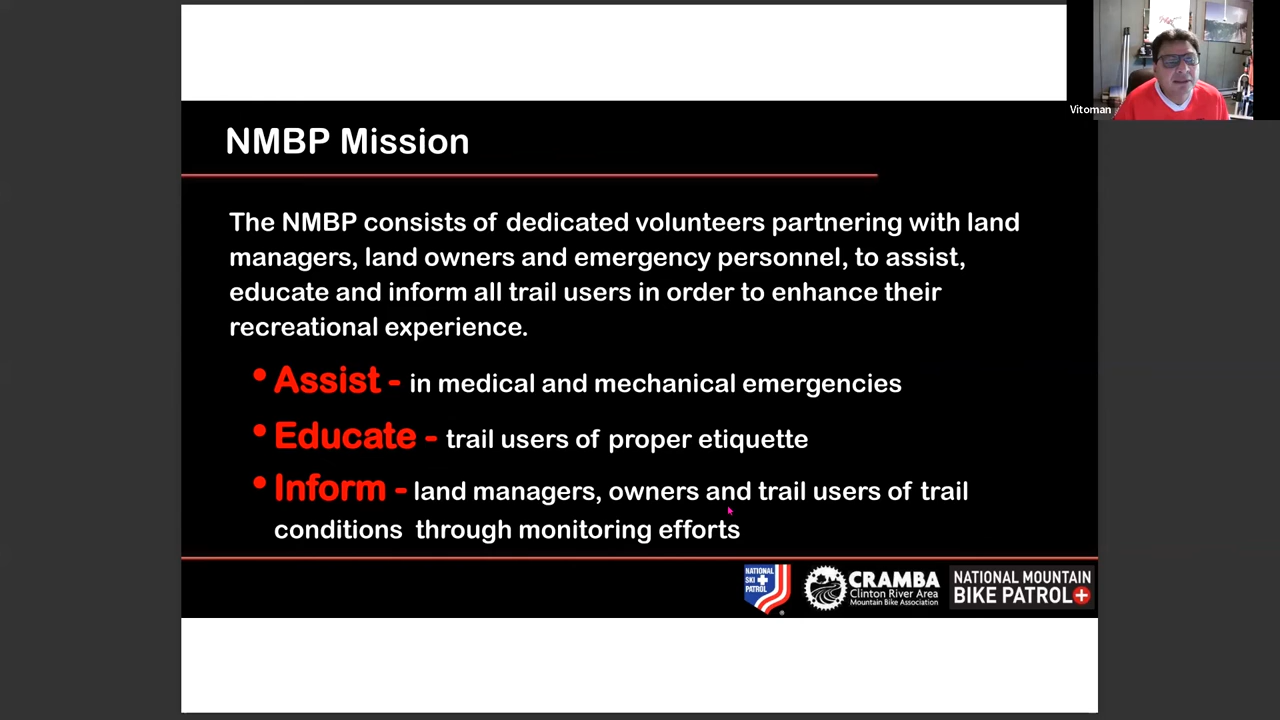 Vitoman
NMBP Mission
The NMBP consists of dedicated volunteers partnering with land
managers, land owners and emergency personnel, to assist,
educate and inform all trail users in order to enhance their
recreational experience.
• Assist - in medical and mechanical emergencies
• Educate - trail users of proper etiquette
• Inform - land managers, owners and trail users of trail
conditions through monitoring efforts
NATIONAL
SKI
PATROL
CRAMBA
Clinton River Area
Mountain Bike Association
NATIONAL MOUNTAIN
BIKE PATROL